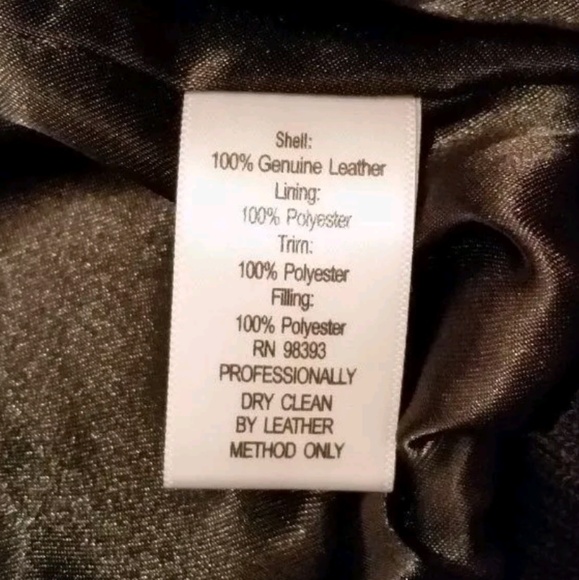 Shell:
100% Genuine Leather
Lining:
100% Polyester
Trim:
100% Polyester
Filling:
100% Polyester
RN 98393
PROFESSIONALLY
DRY CLEAN
BY LEATHER
METHOD ONLY